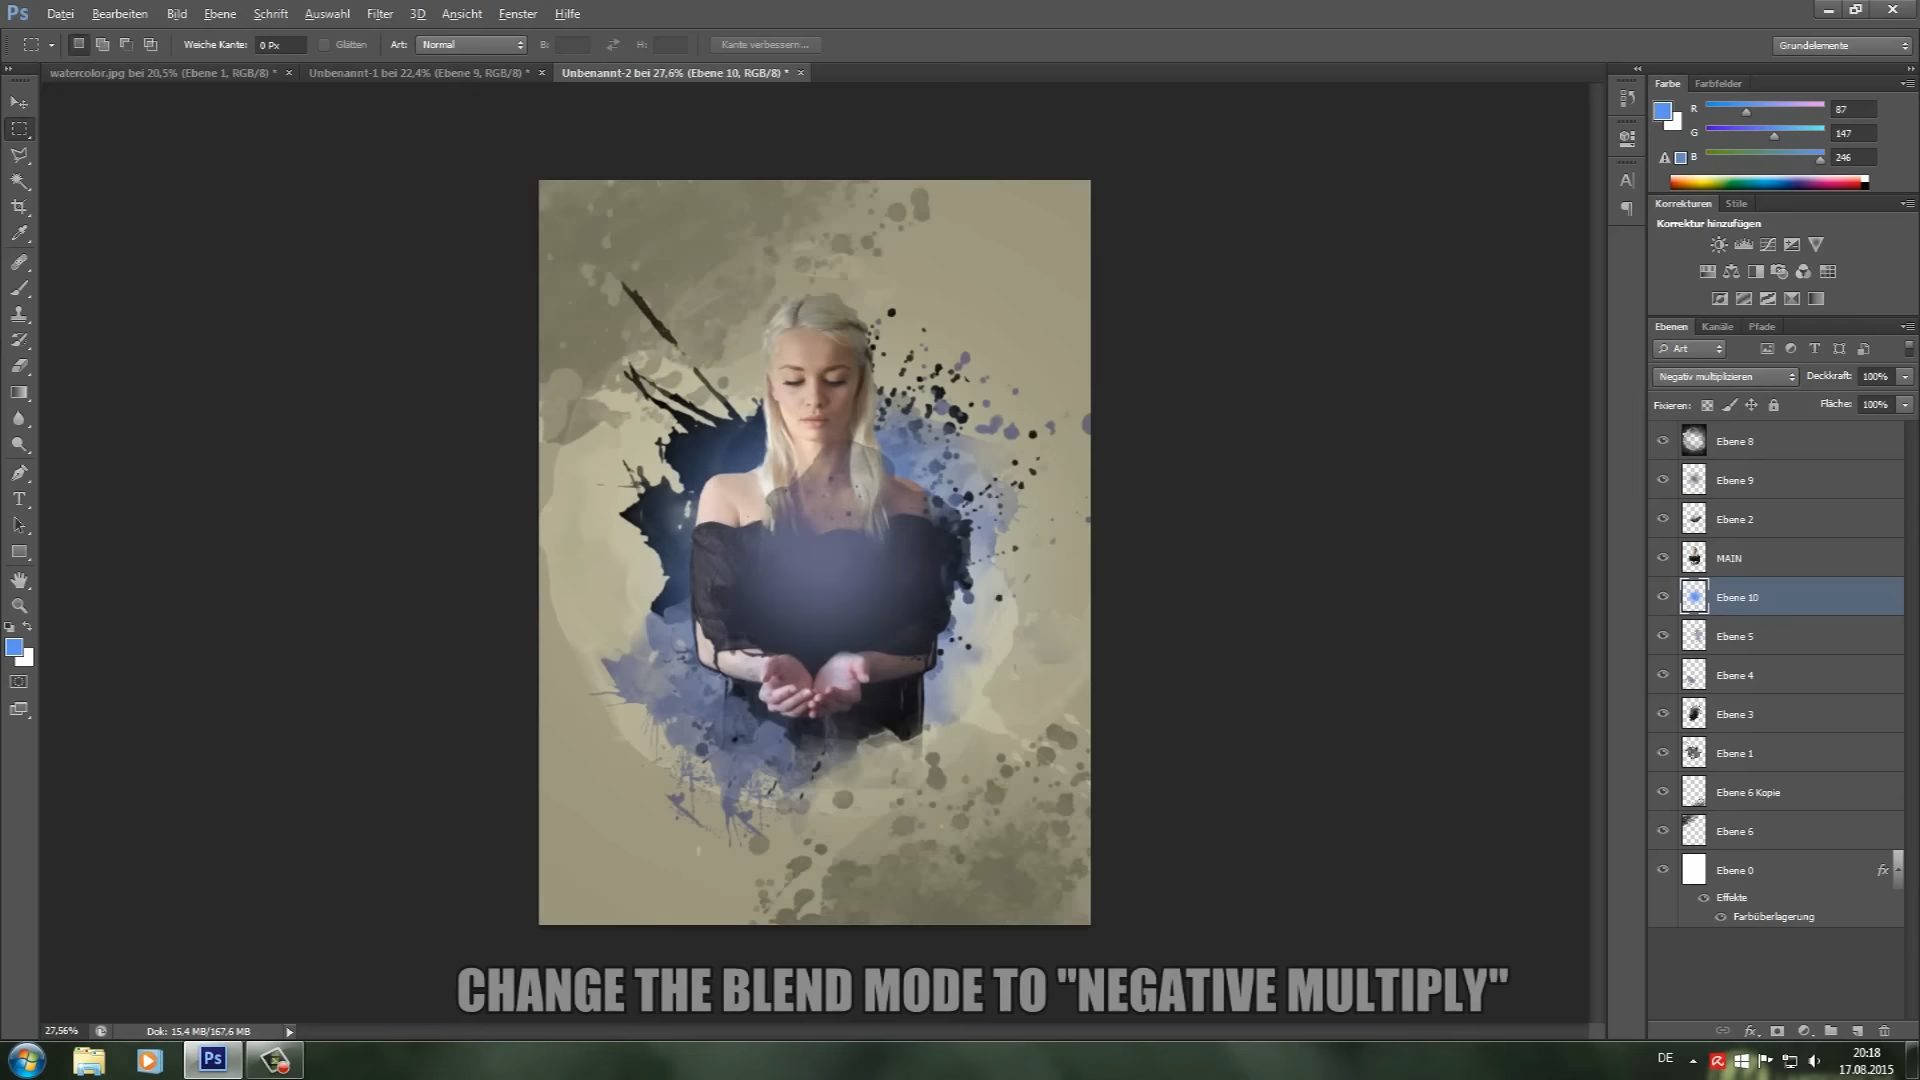 Ps Datei Bearbeiten Bild Ebene Schrift Auswahl Filter 3D Ansicht Fenster Hilfe
Weiche Kante: 0 Px Glätten Art: Normal B: H: Kante verbessern... Grundelemente
watercolor.jpg bei 20,5% (Ebene 1, RGB/8) * Unbenannt-1 bei 22,4% (Ebene 9, RGB/8) * Unbenannt-2 bei 27,6% (Ebene 10, RGB/8) *
Farbe Farbfelder
R 87
G 147
B 246
Korrekturen Stile
Korrektur hinzufügen
Ebenen Kanäle Pfade
Art
Negativ multiplizieren Deckkraft: 100%
Fixieren: Fläche: 100%
Ebene 8
Ebene 9
Ebene 2
MAIN
Ebene 10
Ebene 5
Ebene 4
Ebene 3
Ebene 1
Ebene 6 Kopie
Ebene 6
Ebene 0 fx
Effekte
Farbüberlagerung
CHANGE THE BLEND MODE TO "NEGATIVE MULTIPLY"
27,56% Dok: 15,4 MB/167,6 MB
Ps DE 20:18
17.08.2015